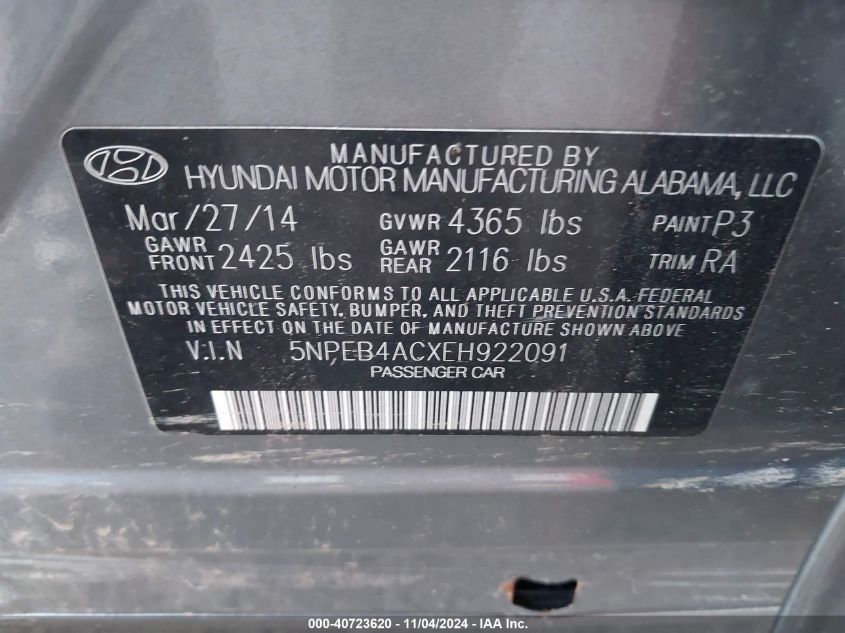 MANUFACTURED BY
HYUNDAI MOTOR MANUFACTURING ALABAMA, LLC
Mar/27/14 GVWR 4365 lbs PAINT P3
GAWR FRONT 2425 lbs GAWR REAR 2116 lbs TRIM RA
THIS VEHICLE CONFORMS TO ALL APPLICABLE U.S.A. FEDERAL
MOTOR VEHICLE SAFETY, BUMPER, AND THEFT PREVENTION STANDARDS
IN EFFECT ON THE DATE OF MANUFACTURE SHOWN ABOVE
V.I.N 5NPEB4ACXEH922091
PASSENGER CAR
000-40723620 - 11/04/2024 - IAA Inc.